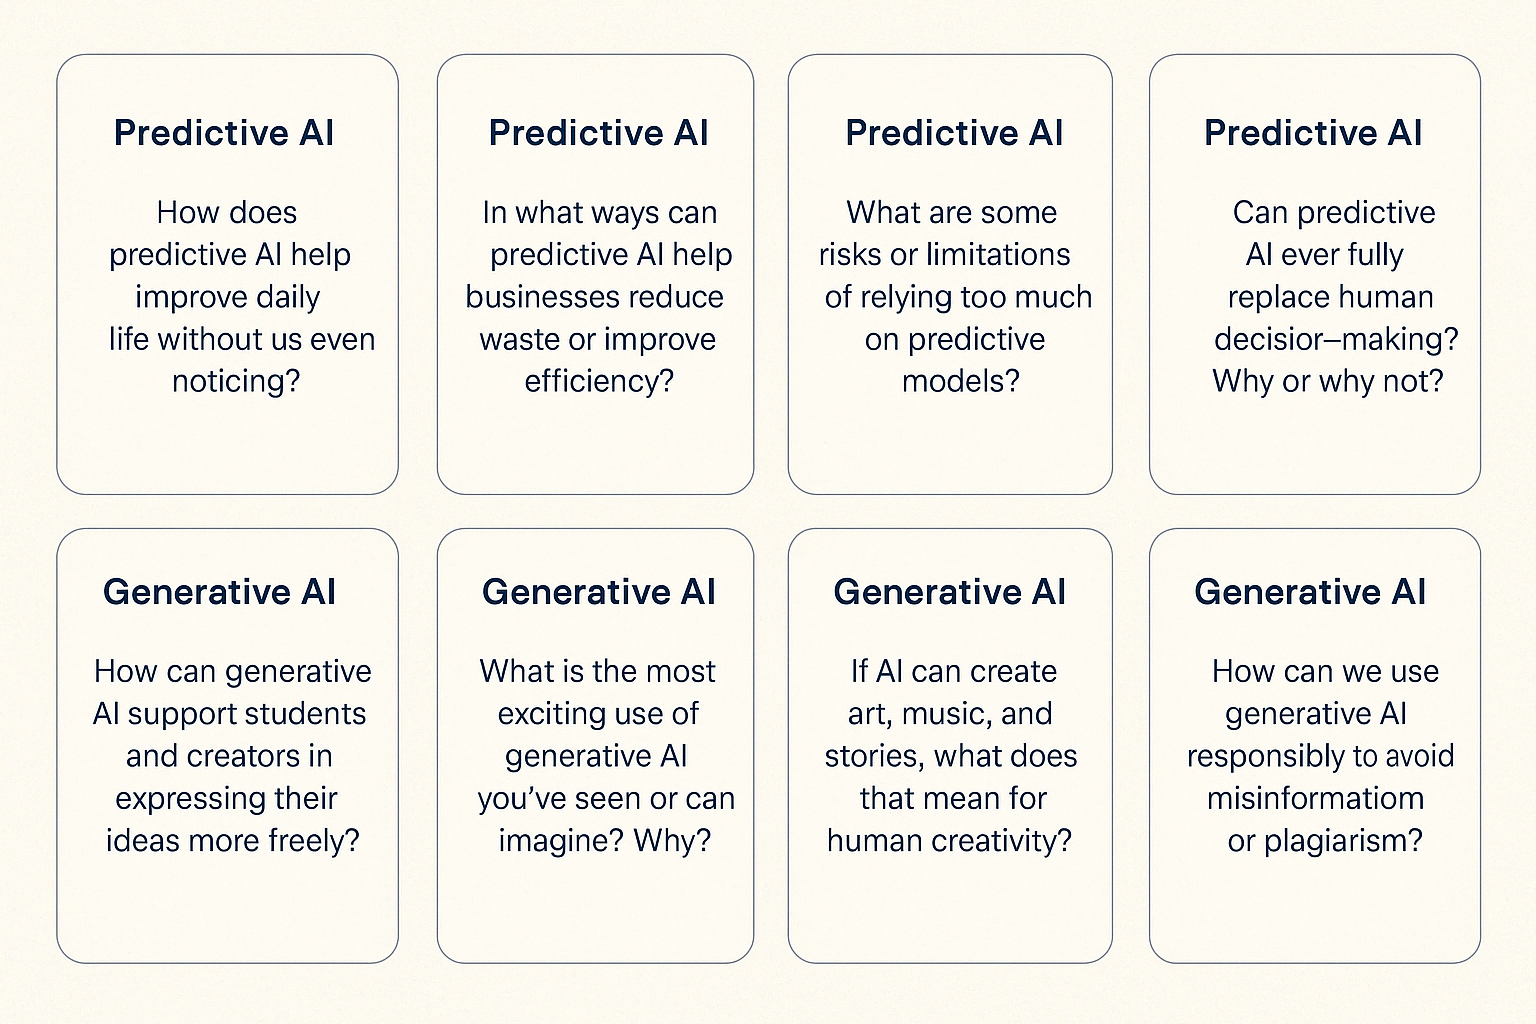 Predictive AI
How does
predictive AI help
improve daily
life without us even
noticing?
Predictive AI
In what ways can
predictive AI help
businesses reduce
waste or improve
efficiency?
Predictive AI
What are some
risks or limitations
of relying too much
on predictive
models?
Predictive AI
Can predictive
AI ever fully
replace human
decisior—making?
Why or why not?
Generative AI
How can generative
AI support students
and creators in
expressing their
ideas more freely?
Generative AI
What is the most
exciting use of
generative AI
you’ve seen or can
imagine? Why?
Generative AI
If AI can create
art, music, and
stories, what does
that mean for
human creativity?
Generative AI
How can we use
generative AI
responsibly to avoid
misinformatiom
or plagiarism?